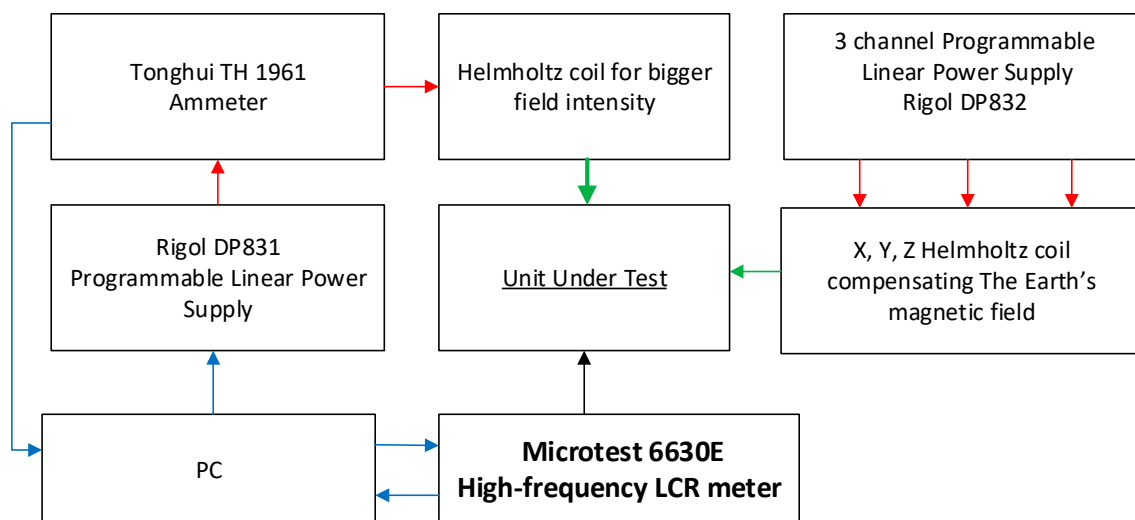 Tonghui TH 1961
Ammeter
Helmholtz coil for bigger
field intensity
3 channel Programmable
Linear Power Supply
Rigol DP832
Rigol DP831
Programmable Linear Power
Supply
Unit Under Test
X, Y, Z Helmholtz coil
compensating The Earth's
magnetic field
PC
Microtest 6630E
High-frequency LCR meter